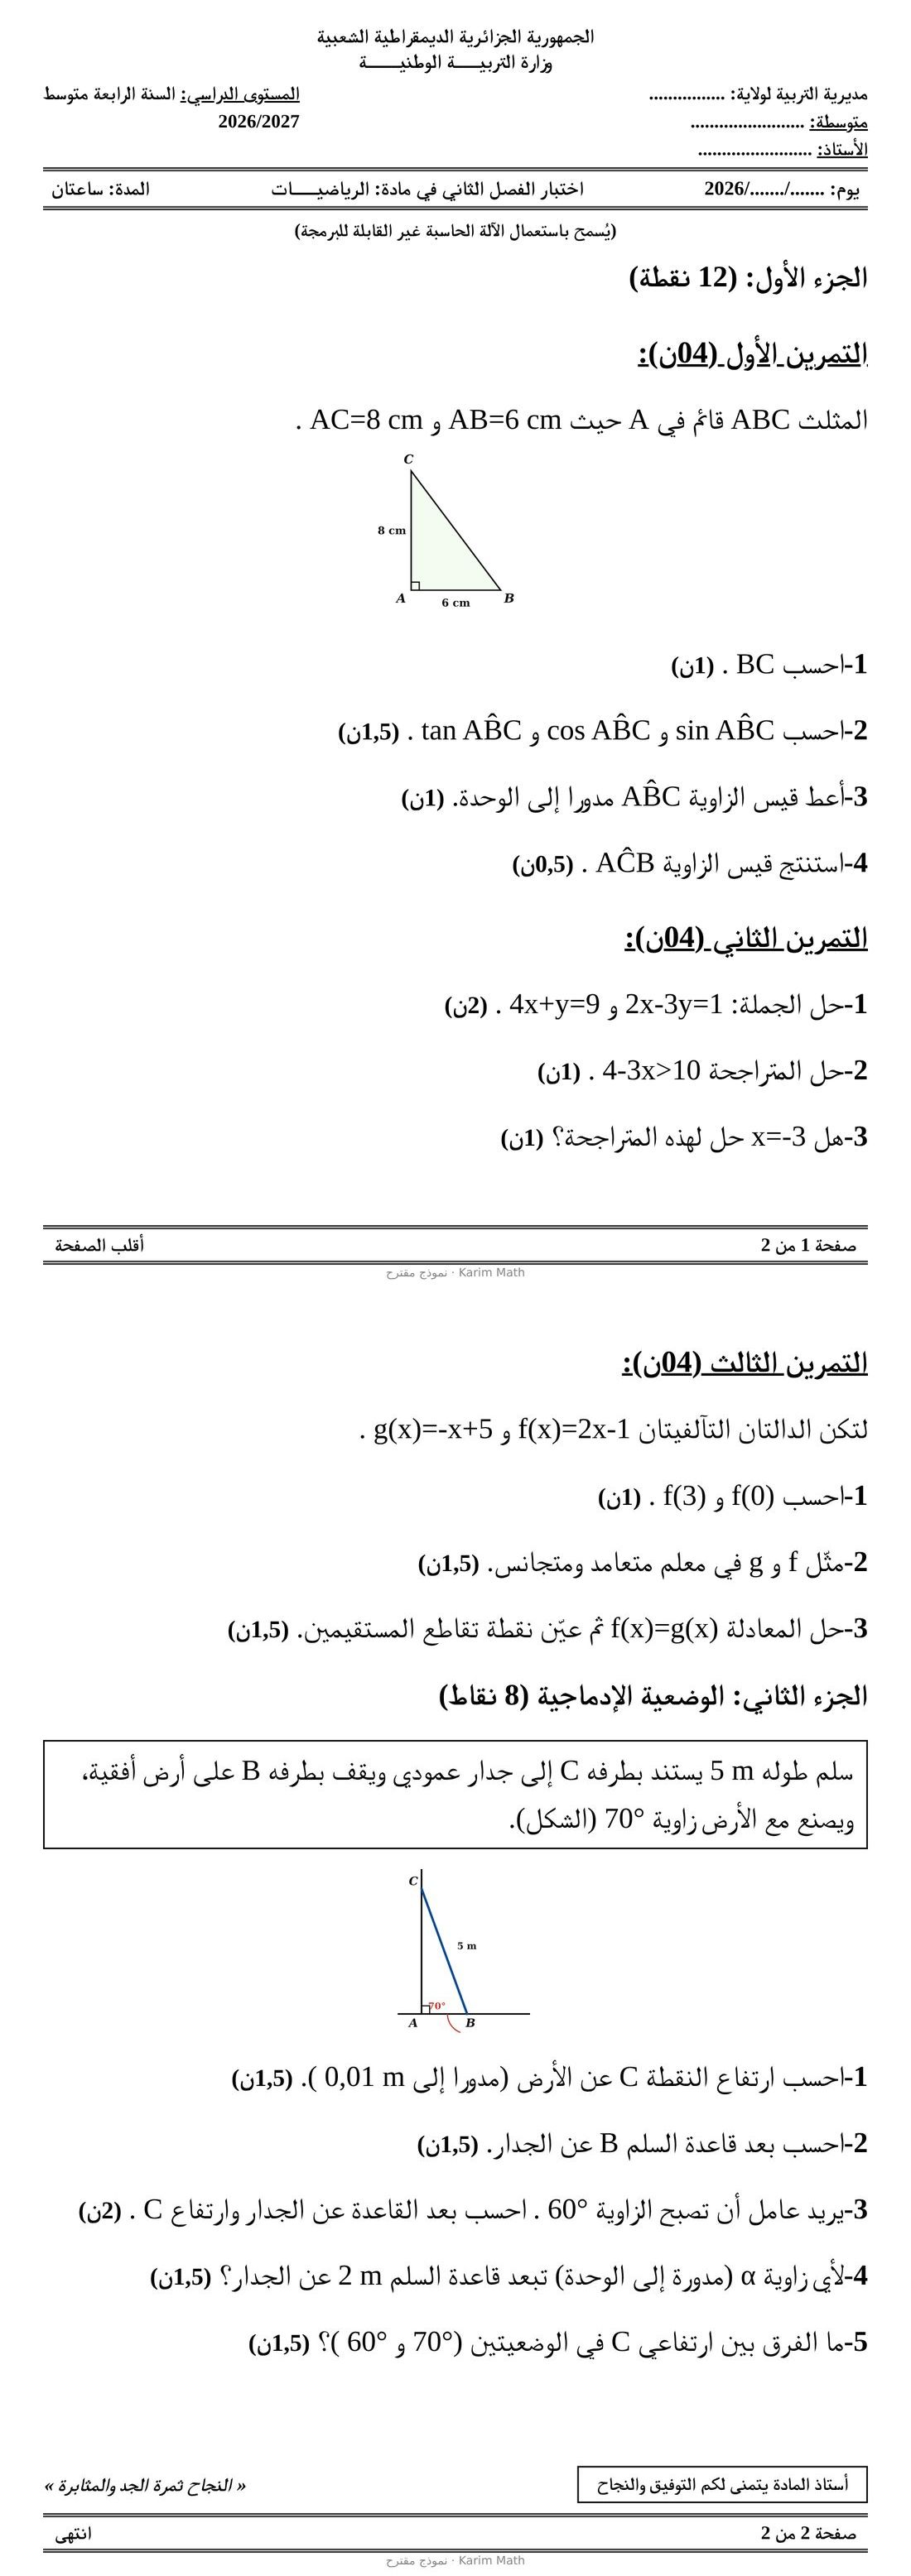 الجمهورية الجزائرية الديمقراطية الشعبية
وزارة التربيـــــة الوطنيـــــــة
مديرية التربية لولاية: ................
المستوى الدراسي: السنة الرابعة متوسط
متوسطة: ........................
2026/2027
الأستاذ: ........................
يوم: ......./......./2026
اختبار الفصل الثاني في مادة: الرياضيـــــات
المدة: ساعتان
(يُسمح باستعمال الآلة الحاسبة غير القابلة للبرمجة)
الجزء الأول: (12 نقطة)
التمرين الأول (04ن):
المثلث ABC قائم في A حيث AB=6 cm و AC=8 cm .
C
8 cm
A
6 cm
B
1-احسب BC . (1ن)
2-احسب sin AB̂C و cos AB̂C و tan AB̂C . (1,5ن)
3-أعط قيس الزاوية AB̂C مدورا إلى الوحدة. (1ن)
4-استنتج قيس الزاوية AĈB . (0,5ن)
التمرين الثاني (04ن):
1-حل الجملة: 2x-3y=1 و 4x+y=9 . (2ن)
2-حل المتراجحة 4-3x>10 . (1ن)
3-هل x=-3 حل لهذه المتراجحة؟ (1ن)
صفحة 1 من 2
أقلب الصفحة
Karim Math · نموذج مقترح
التمرين الثالث (04ن):
لتكن الدالتان التآلفيتان f(x)=2x-1 و g(x)=-x+5 .
1-احسب f(0) و f(3) . (1ن)
2-مثّل f و g في معلم متعامد ومتجانس. (1,5ن)
3-حل المعادلة f(x)=g(x) ثم عيّن نقطة تقاطع المستقيمين. (1,5ن)
الجزء الثاني: الوضعية الإدماجية (8 نقاط)
سلم طوله 5 m يستند بطرفه C إلى جدار عمودي ويقف بطرفه B على أرض أفقية،
ويصنع مع الأرض زاوية 70° (الشكل).
C
5 m
70°
A
B
1-احسب ارتفاع النقطة C عن الأرض (مدورا إلى 0,01 m ). (1,5ن)
2-احسب بعد قاعدة السلم B عن الجدار. (1,5ن)
3-يريد عامل أن تصبح الزاوية 60° . احسب بعد القاعدة عن الجدار وارتفاع C . (2ن)
4-لأي زاوية α (مدورة إلى الوحدة) تبعد قاعدة السلم 2 m عن الجدار؟ (1,5ن)
5-ما الفرق بين ارتفاعي C في الوضعيتين (70° و 60° )؟ (1,5ن)
أستاذ المادة يتمنى لكم التوفيق والنجاح
« النجاح ثمرة الجد والمثابرة »
صفحة 2 من 2
انتهى
Karim Math · نموذج مقترح